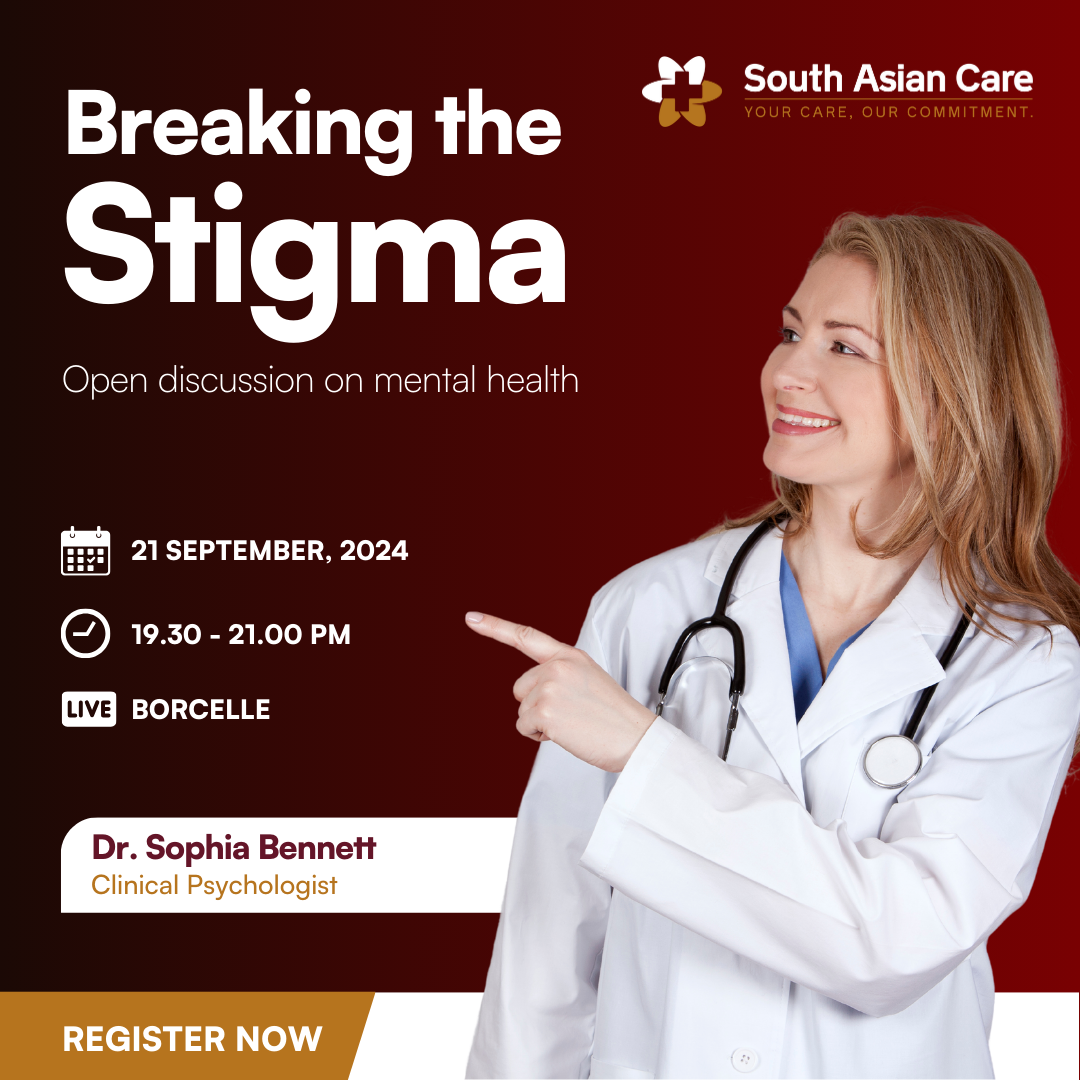 Breaking the
Stigma
Open discussion on mental health
South Asian Care
YOUR CARE, OUR COMMITMENT.
21 SEPTEMBER, 2024
19.30 - 21.00 PM
LIVE BORCELLE
Dr. Sophia Bennett
Clinical Psychologist
REGISTER NOW